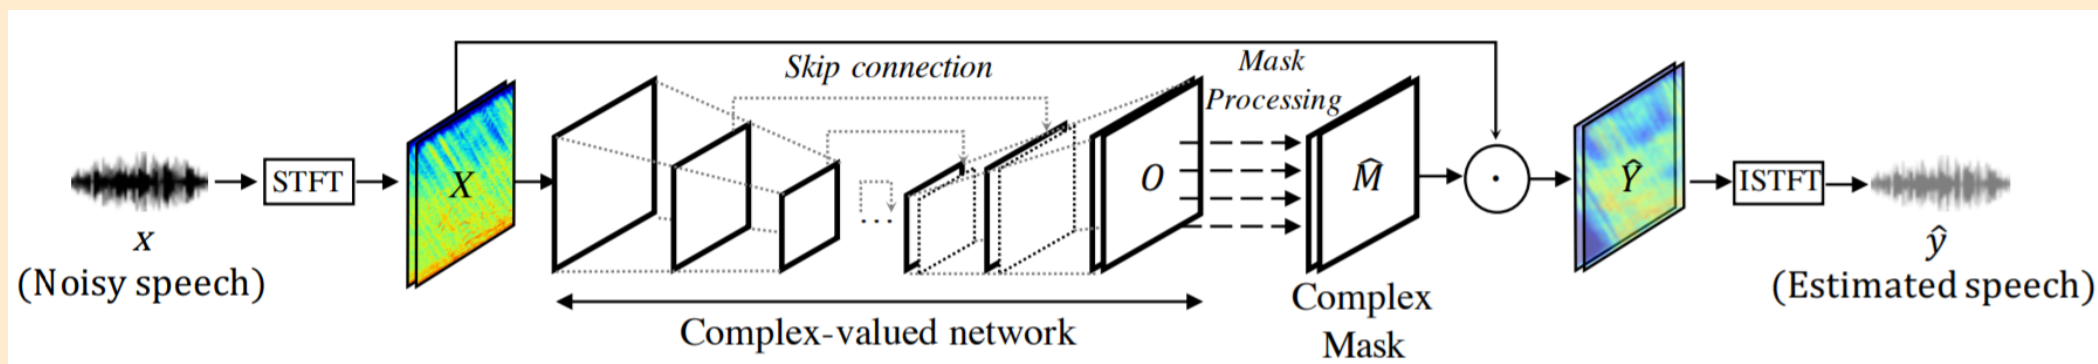 x
(Noisy speech)
STFT
X
Skip connection
...
O
Complex-valued network
Mask
Processing
M̂
Complex
Mask
·
Ŷ
ISTFT
ŷ
(Estimated speech)